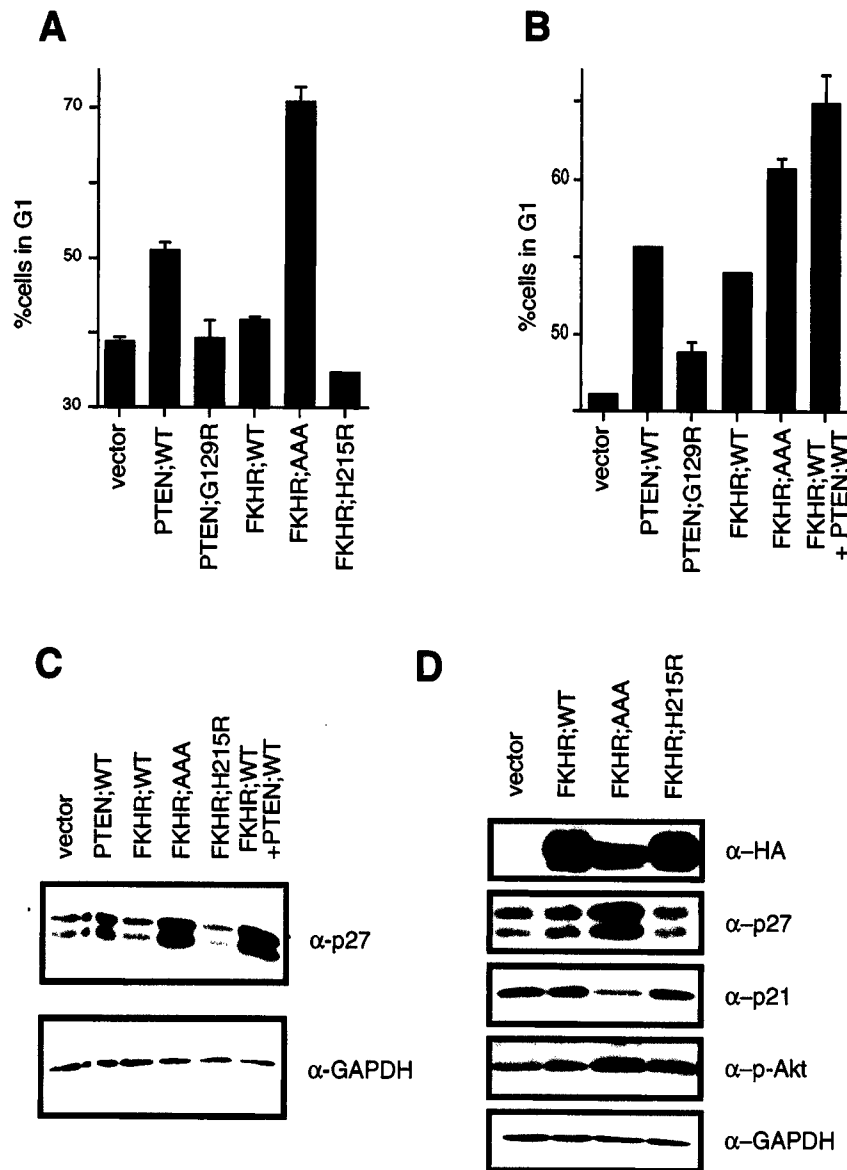 A
%cells in G1
70
50
30
vector
PTEN;WT
PTEN;G129R
FKHR;WT
FKHR;AAA
FKHR;H215R
B
%cells in G1
60
50
vector
PTEN;WT
PTEN;G129R
FKHR;WT
FKHR;AAA
FKHR;WT
+ PTEN;WT
C
vector
PTEN;WT
FKHR;WT
FKHR;AAA
FKHR;H215R
FKHR;WT
+PTEN;WT
α-p27
α-GAPDH
D
vector
FKHR;WT
FKHR;AAA
FKHR;H215R
α–HA
α–p27
α–p21
α–p-Akt
α–GAPDH